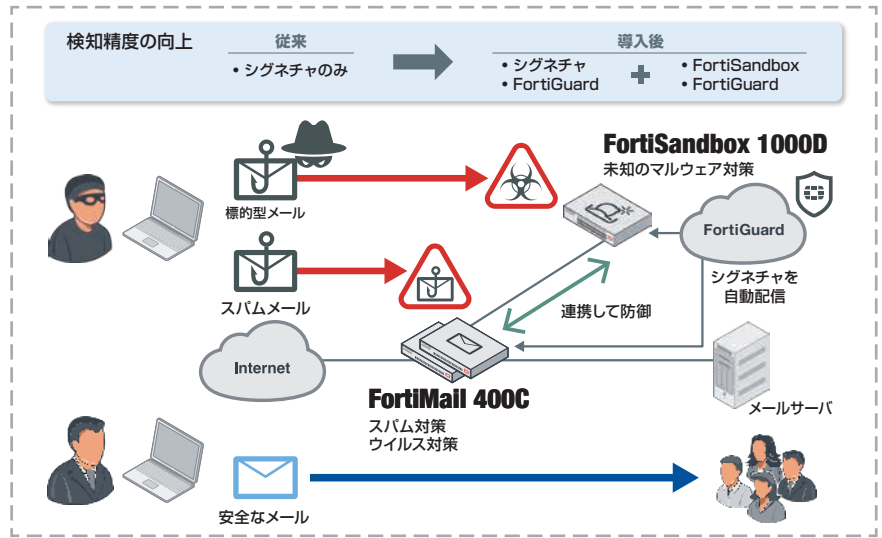 検知精度の向上
従来
• シグネチャのみ
導入後
• シグネチャ
• FortiGuard
• FortiSandbox
• FortiGuard
標的型メール
FortiSandbox 1000D
未知のマルウェア対策
FortiGuard
シグネチャを
自動配信
スパムメール
連携して防御
Internet
FortiMail 400C
スパム対策
ウイルス対策
メールサーバ
安全なメール